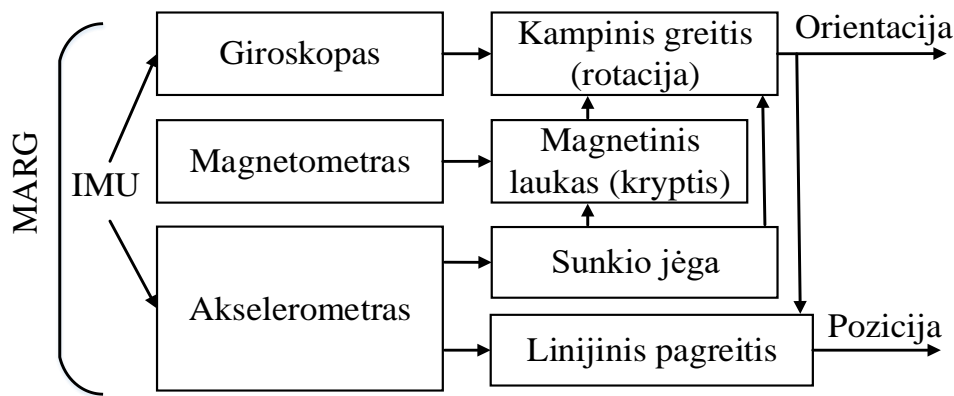 MARG
IMU
Giroskopas
Kampinis greitis
(rotacija)
Orientacija
Magnetometras
Magnetinis
laukas (kryptis)
Akselerometras
Sunkio jėga
Linijinis pagreitis
Pozicija